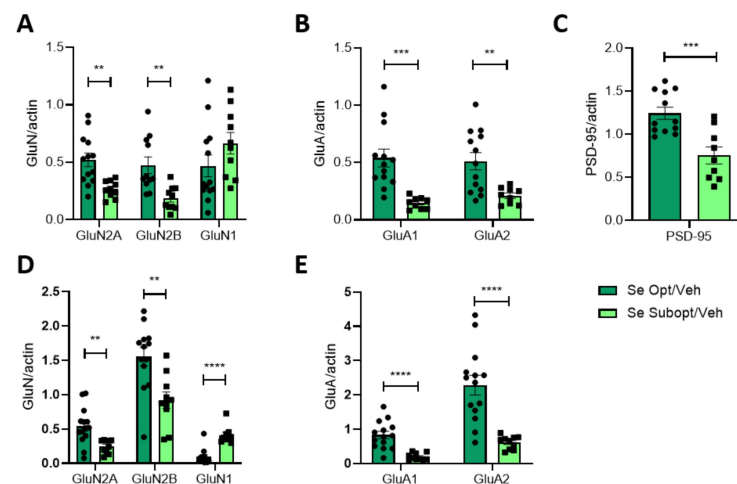 A
GluN/actin
1.5
1.0
0.5
0.0
** **
GluN2A GluN2B GluN1
B
GluA/actin
1.5
1.0
0.5
0.0
*** **
GluA1 GluA2
C
PSD-95/actin
2.0
1.5
1.0
0.5
0.0
***
PSD-95
D
GluN/actin
2.5
2.0
1.5
1.0
0.5
0.0
** ** ****
GluN2A GluN2B GluN1
E
GluA/actin
5
4
3
2
1
0
**** ****
GluA1 GluA2
Se Opt/Veh
Se Subopt/Veh